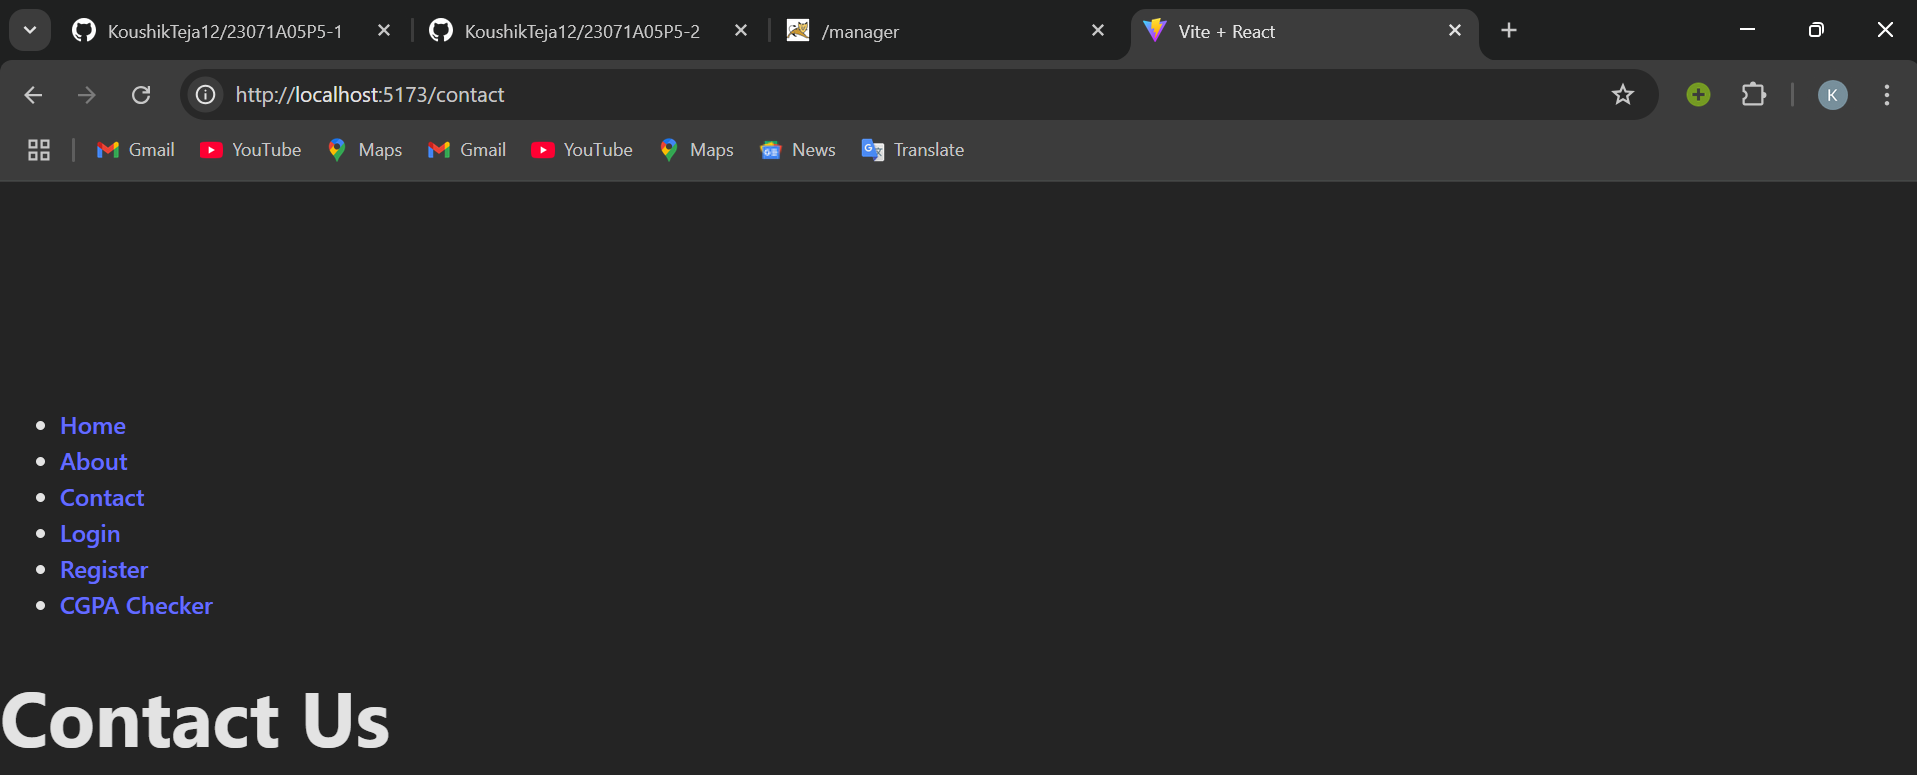 KoushikTeja12/23071A05P5-1
KoushikTeja12/23071A05P5-2
/manager
Vite + React
http://localhost:5173/contact
K
Gmail
YouTube
Maps
Gmail
YouTube
Maps
News
Translate
Home
About
Contact
Login
Register
CGPA Checker
Contact Us